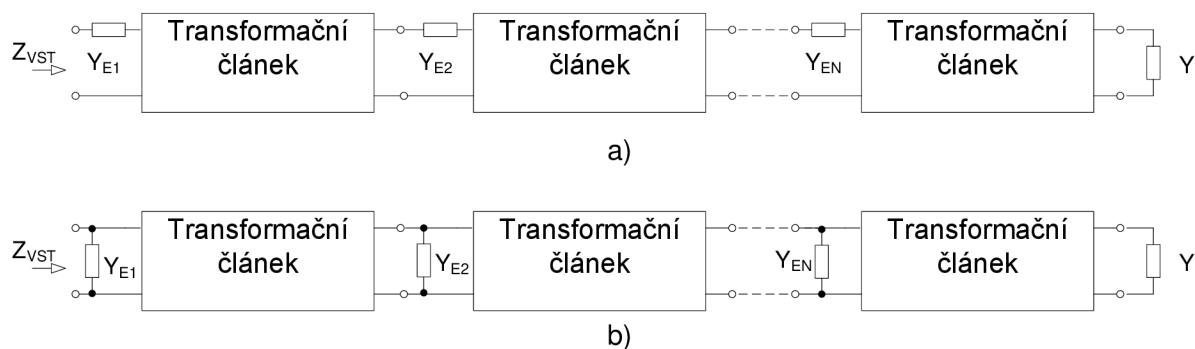 Transformační článek
Transformační článek
Transformační článek
Z_VST
Y_E1
Y_E2
Y_EN
Y
a)
Transformační článek
Transformační článek
Transformační článek
Z_VST
Y_E1
Y_E2
Y_EN
Y
b)